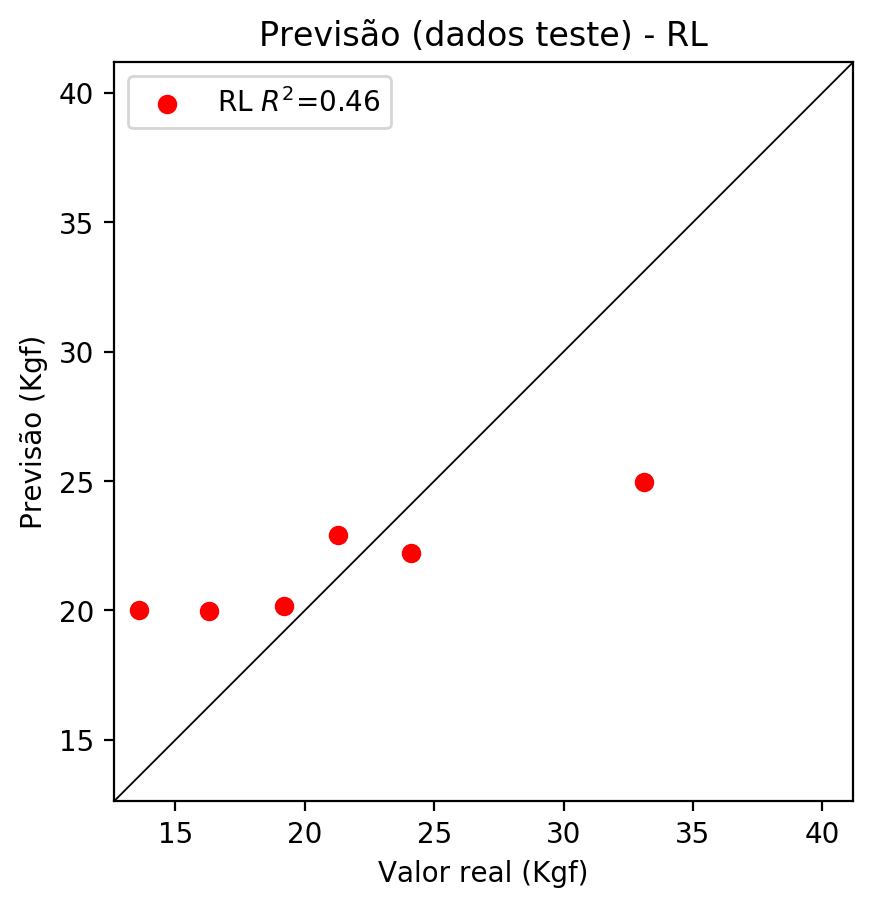 Previsão (dados teste) - RL
RL R²=0.46
40
35
30
25
20
15
Previsão (Kgf)
15 20 25 30 35 40
Valor real (Kgf)